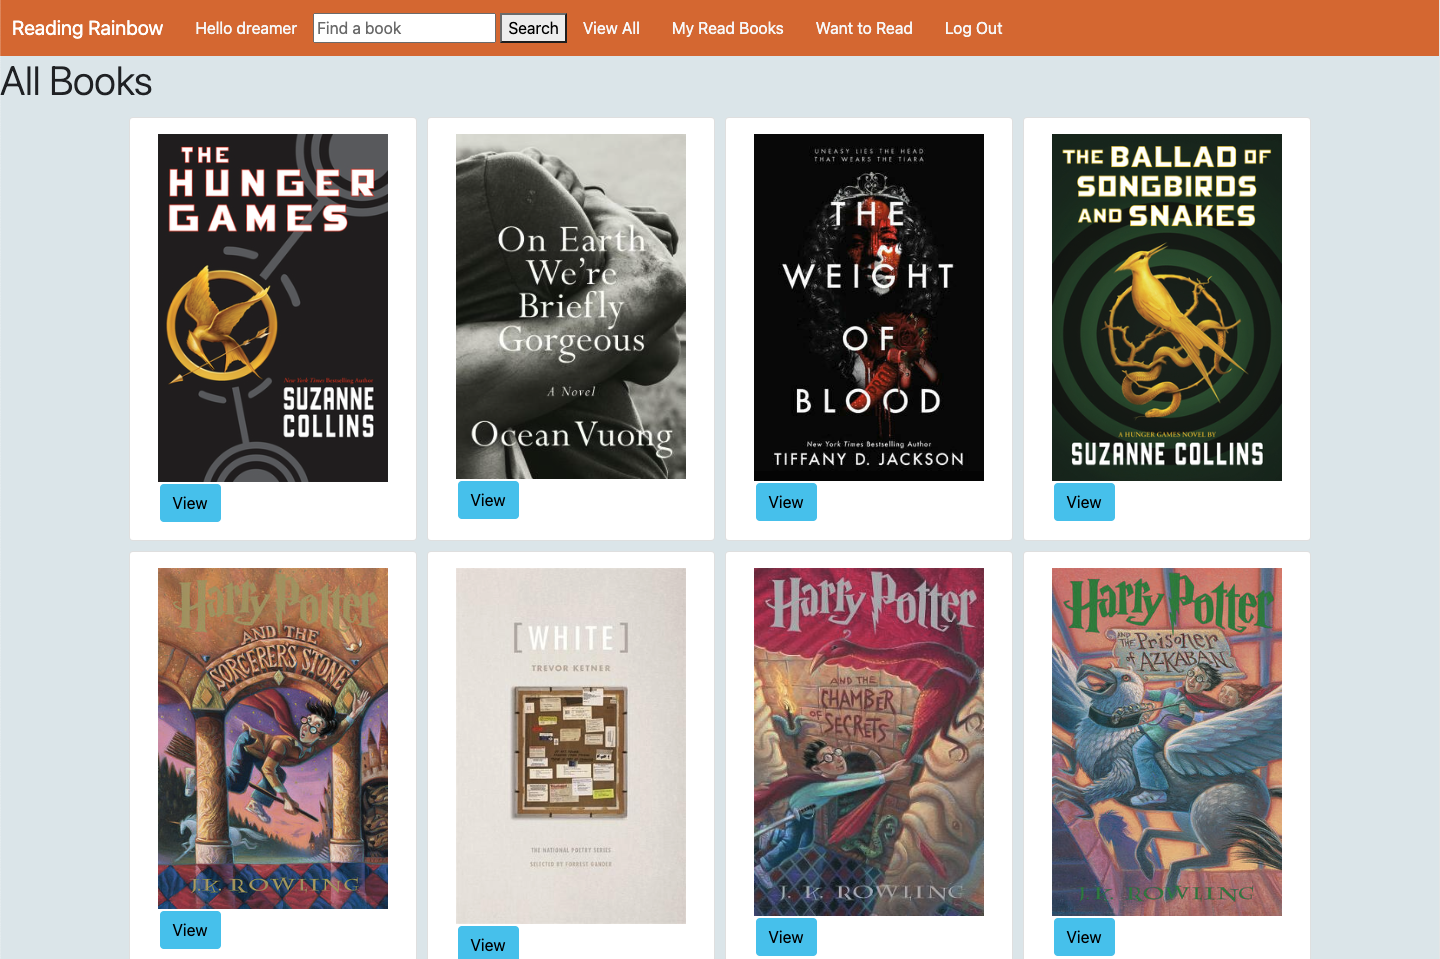 Reading Rainbow Hello dreamer Find a book Search View All My Read Books Want to Read Log Out
All Books
THE
HUNGER
GAMES
New York Times Bestselling Author
SUZANNE
COLLINS
View
On Earth
We're
Briefly
Gorgeous
A Novel
Ocean Vuong
View
UNEASY LIES THE HEAD
THAT WEARS THE TIARA
THE
WEIGHT
OF
BLOOD
New York Times Bestselling Author
TIFFANY D. JACKSON
View
THE BALLAD OF
SONGBIRDS
AND SNAKES
A HUNGER GAMES NOVEL BY
SUZANNE COLLINS
View
Harry Potter
AND THE
SORCERERS STONE
J.K. ROWLING
View
[WHITE]
TREVOR KETNER
THE NATIONAL POETRY SERIES
SELECTED BY FORREST GANDER
View
Harry Potter
AND THE
CHAMBER
OF
SECRETS
J. K. ROWLING
View
Harry Potter
AND THE Prisoner
of AZKABAN
J.K. ROWLING
View